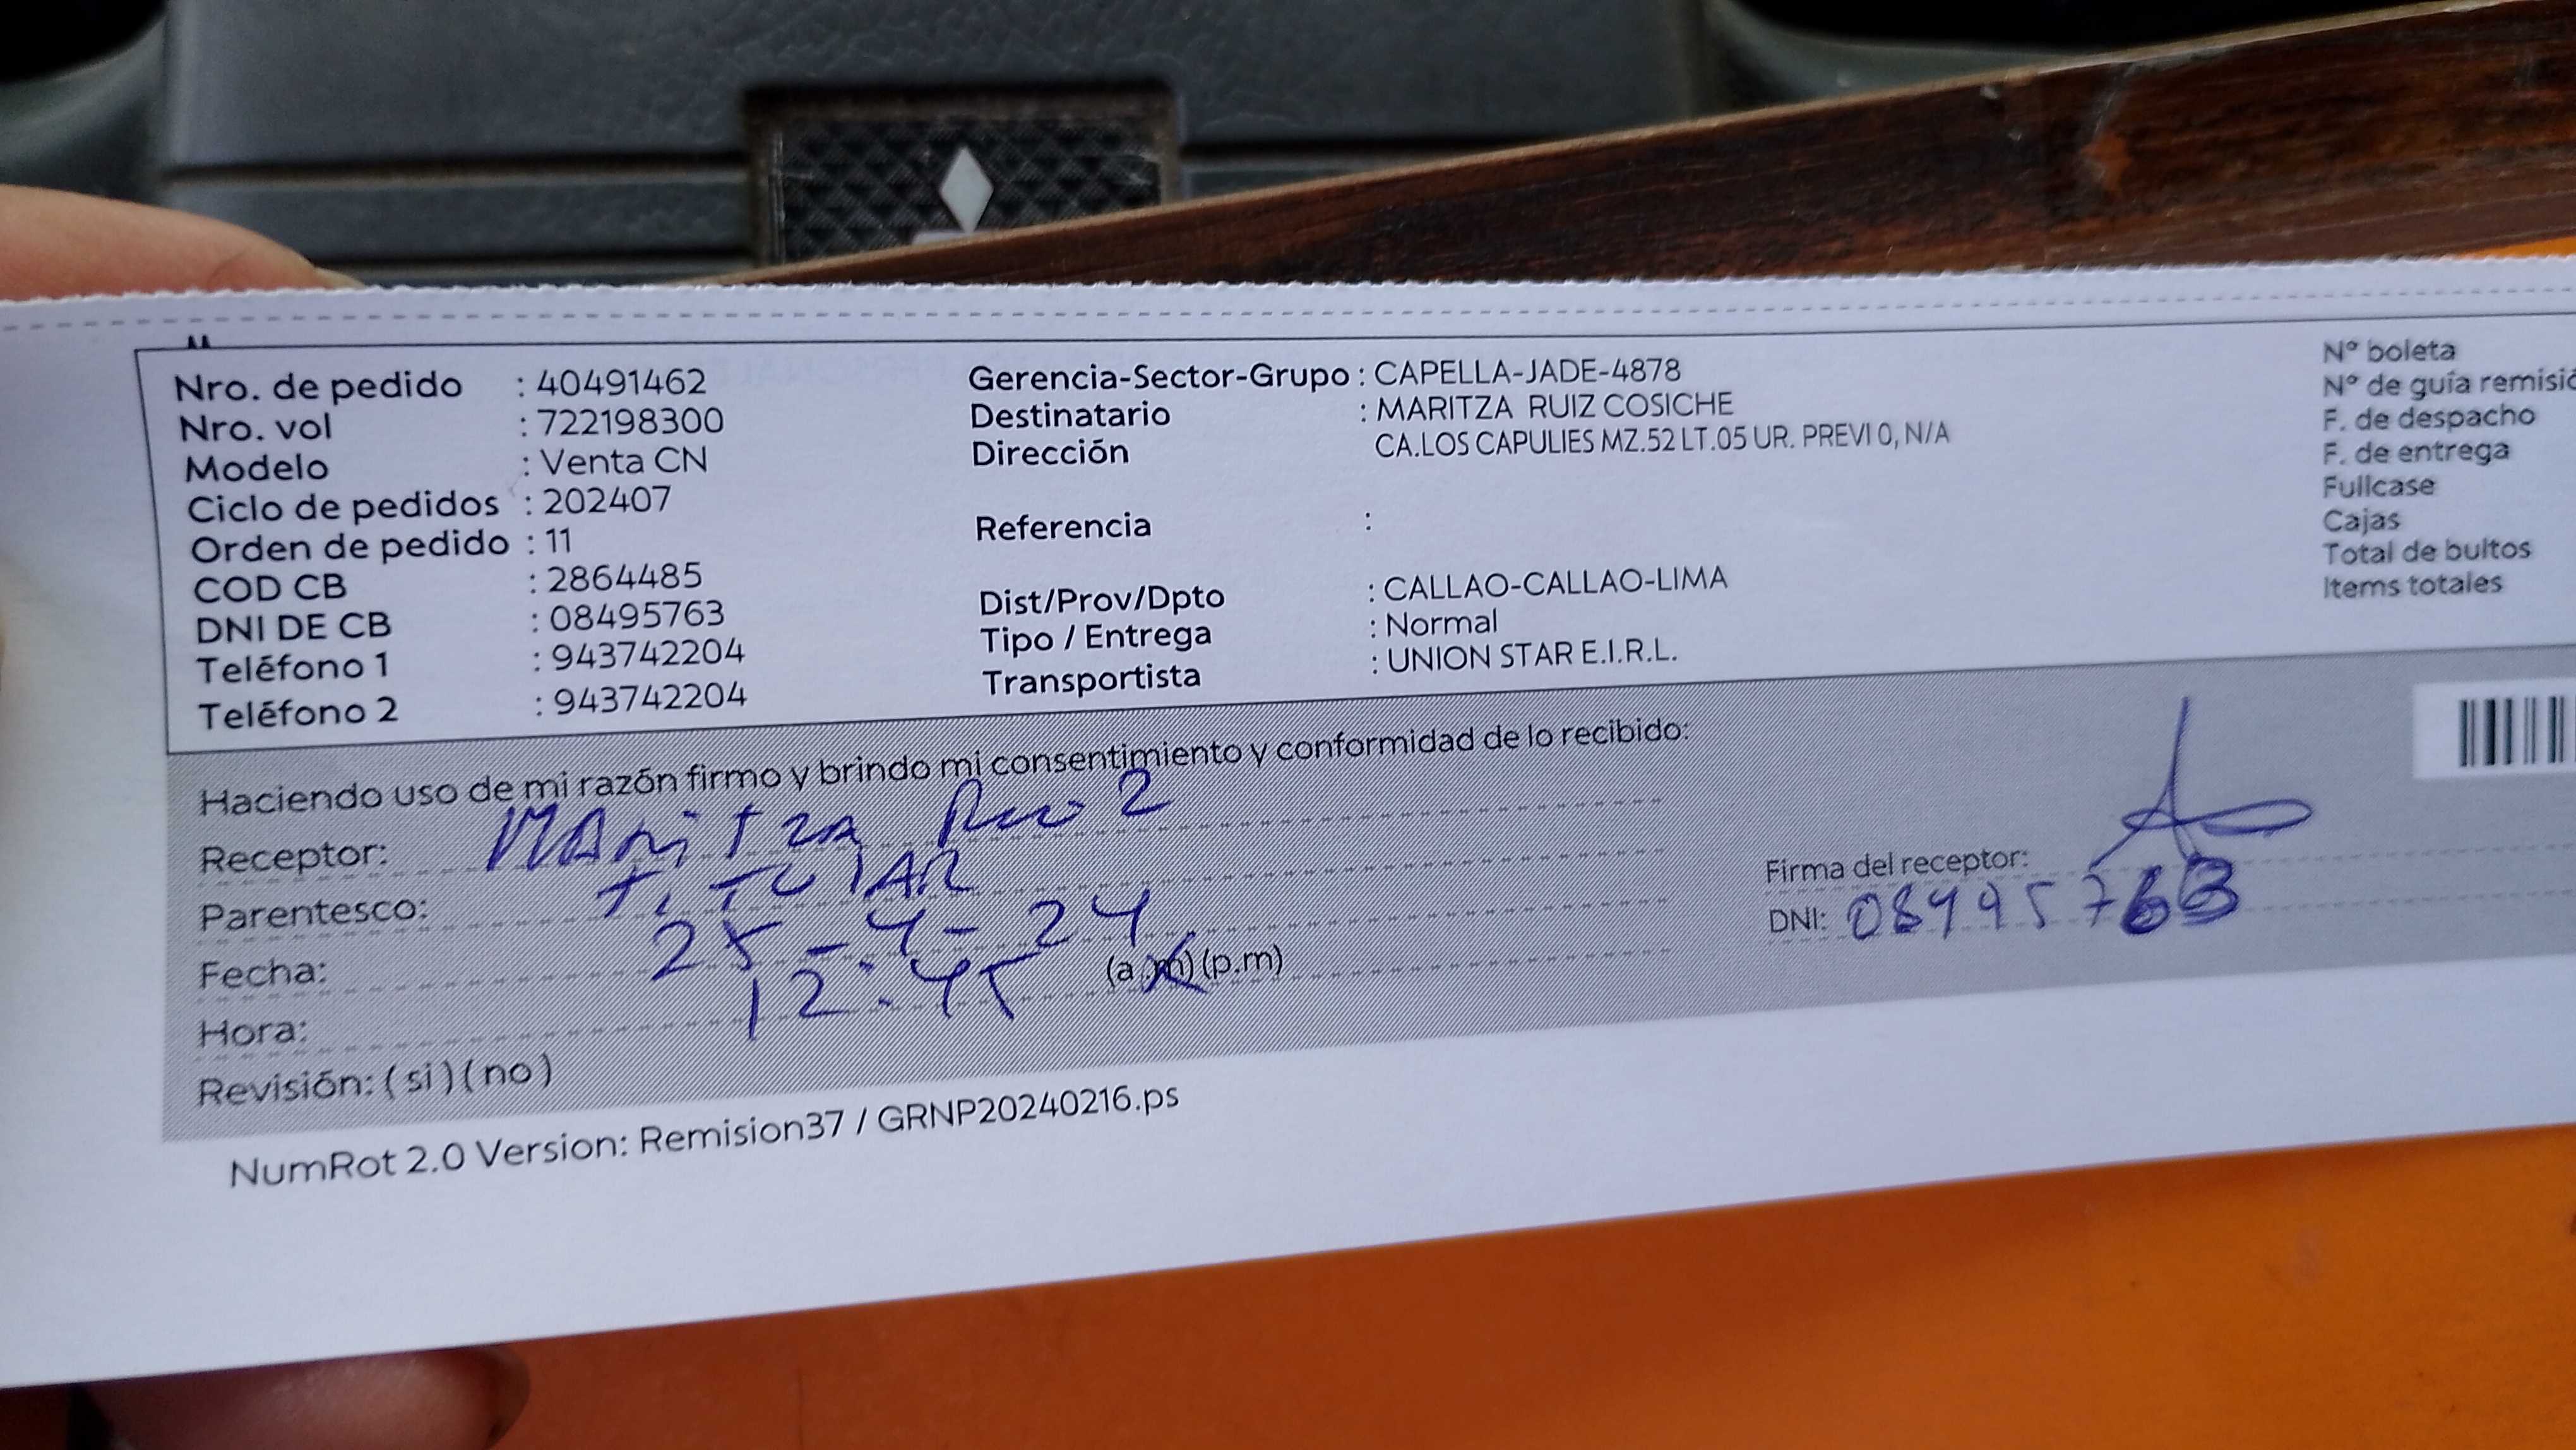 Nro. de pedido : 40491462
Nro. vol : 722198300
Modelo : Venta CN
Ciclo de pedidos : 202407
Orden de pedido : 11
COD CB : 2864485
DNI DE CB : 08495763
Teléfono 1 : 943742204
Teléfono 2 : 943742204
Gerencia-Sector-Grupo : CAPELLA-JADE-4878
Destinatario : MARITZA RUIZ COSICHE
Dirección CA.LOS CAPULIES MZ.52 LT.05 UR. PREVI 0, N/A
Referencia :
Dist/Prov/Dpto : CALLAO-CALLAO-LIMA
Tipo / Entrega : Normal
Transportista : UNION STAR E.I.R.L.
Nº boleta
Nº de guía remisió
F. de despacho
F. de entrega
Fullcase
Cajas
Total de bultos
Items totales
Haciendo uso de mi razón firmo y brindo mi consentimiento y conformidad de lo recibido:
Receptor: MARiTZA
Parentesco: TiTULAR
Fecha: 25-4-24
Hora: 12:45 (a.m) (p.m)
Revisión: ( si ) ( no )
Firma del receptor:
DNI: 08495763
NumRot 2.0 Version: Remision37 / GRNP20240216.ps